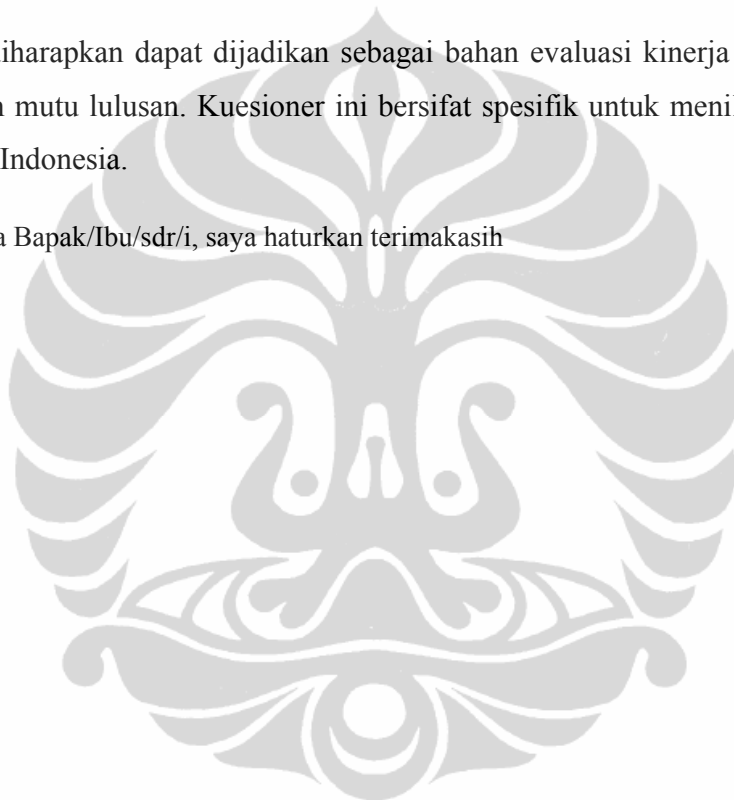 diharapkan dapat dijadikan sebagai bahan evaluasi kinerja
mutu lulusan. Kuesioner ini bersifat spesifik untuk
Indonesia.
Bapak/Ibu/sdr/i, saya haturkan terimakasih